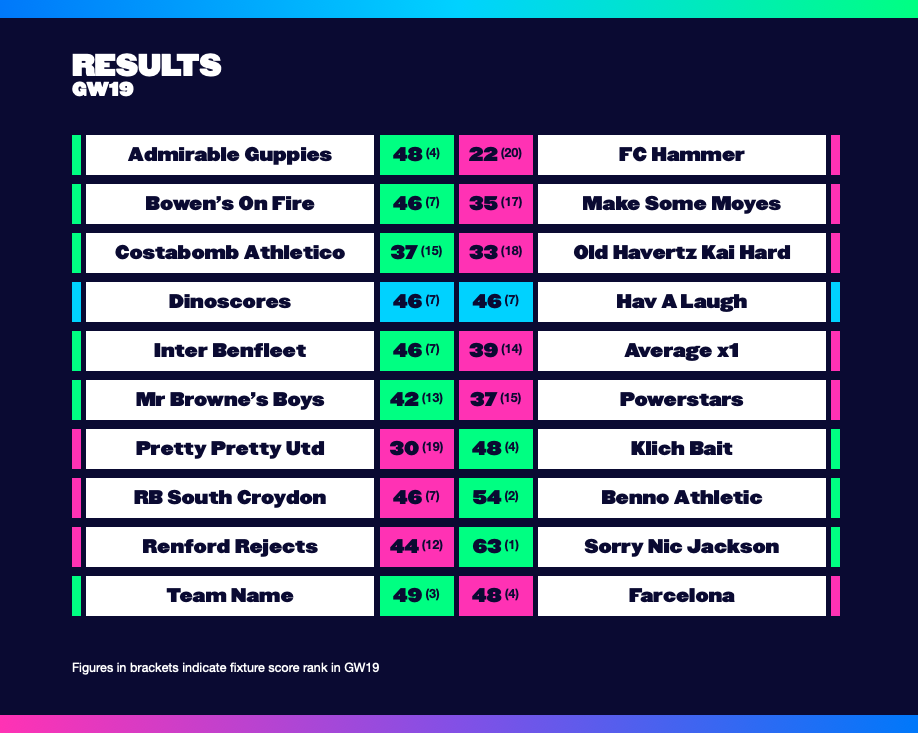 RESULTS
GW19
Admirable Guppies 48 (4) 22 (20) FC Hammer
Bowen's On Fire 46 (7) 35 (17) Make Some Moyes
Costabomb Athletico 37 (15) 33 (18) Old Havertz Kai Hard
Dinoscores 46 (7) 46 (7) Hav A Laugh
Inter Benfleet 46 (7) 39 (14) Average x1
Mr Browne's Boys 42 (13) 37 (15) Powerstars
Pretty Pretty Utd 30 (19) 48 (4) Klich Bait
RB South Croydon 46 (7) 54 (2) Benno Athletic
Renford Rejects 44 (12) 63 (1) Sorry Nic Jackson
Team Name 49 (3) 48 (4) Farcelona
Figures in brackets indicate fixture score rank in GW19